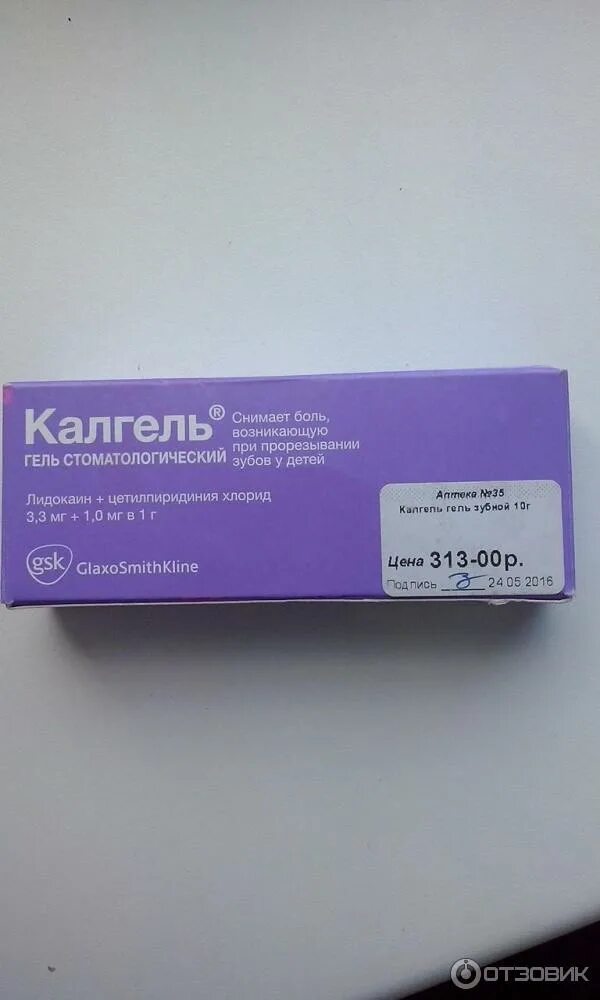 Калгель®
ГЕЛЬ СТОМАТОЛОГИЧЕСКИЙ
Снимает боль,
возникающую
при прорезывании
зубов у детей
Лидокаин + цетилпиридиния хлорид
3,3 мг + 1,0 мг в 1 г
gsk GlaxoSmithKline
Аптека №35
Калгель гель зубной 10г
Цена 313-00р.
Подпись 24.05.2016
ОТЗОВИК